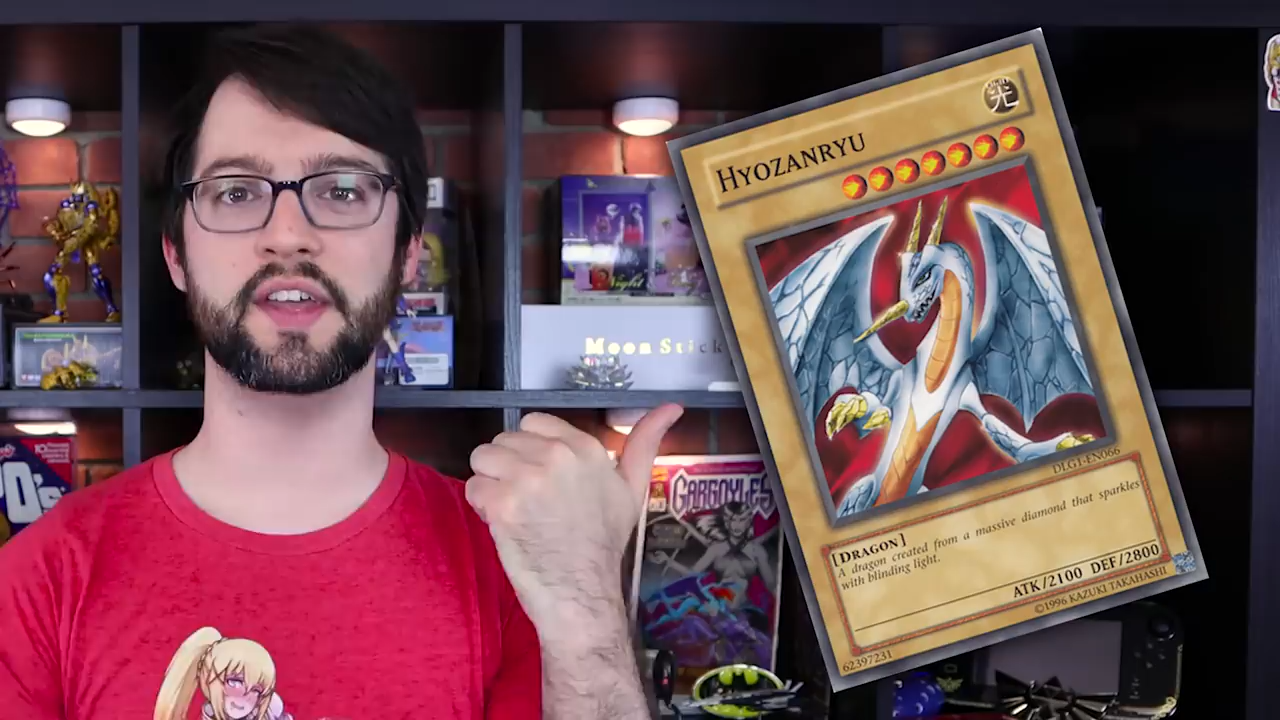 HYOZANRYU
光
Night
Moon Stick
GARGOYLES
DLG1-EN066
[DRAGON]
A dragon created from a massive diamond that sparkles
with blinding light.
ATK/2100 DEF/2800
©1996 KAZUKI TAKAHASHI
62397231